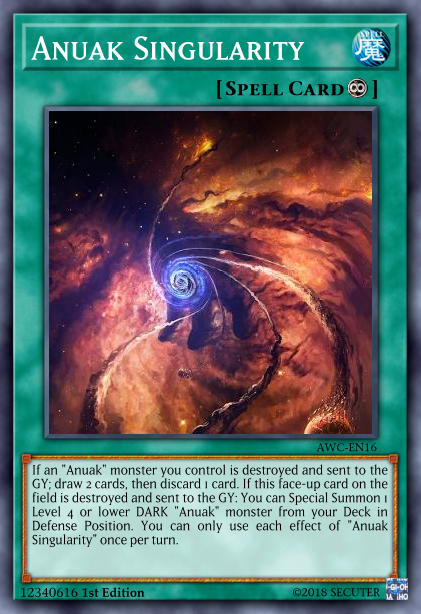 ANUAK SINGULARITY
魔
[SPELL CARD]
AWC-EN16
If an "Anuak" monster you control is destroyed and sent to the
GY; draw 2 cards, then discard 1 card. If this face-up card on the
field is destroyed and sent to the GY: You can Special Summon 1
Level 4 or lower DARK "Anuak" monster from your Deck in
Defense Position. You can only use each effect of "Anuak
Singularity" once per turn.
12340616 1st Edition
©2018 SECUTER